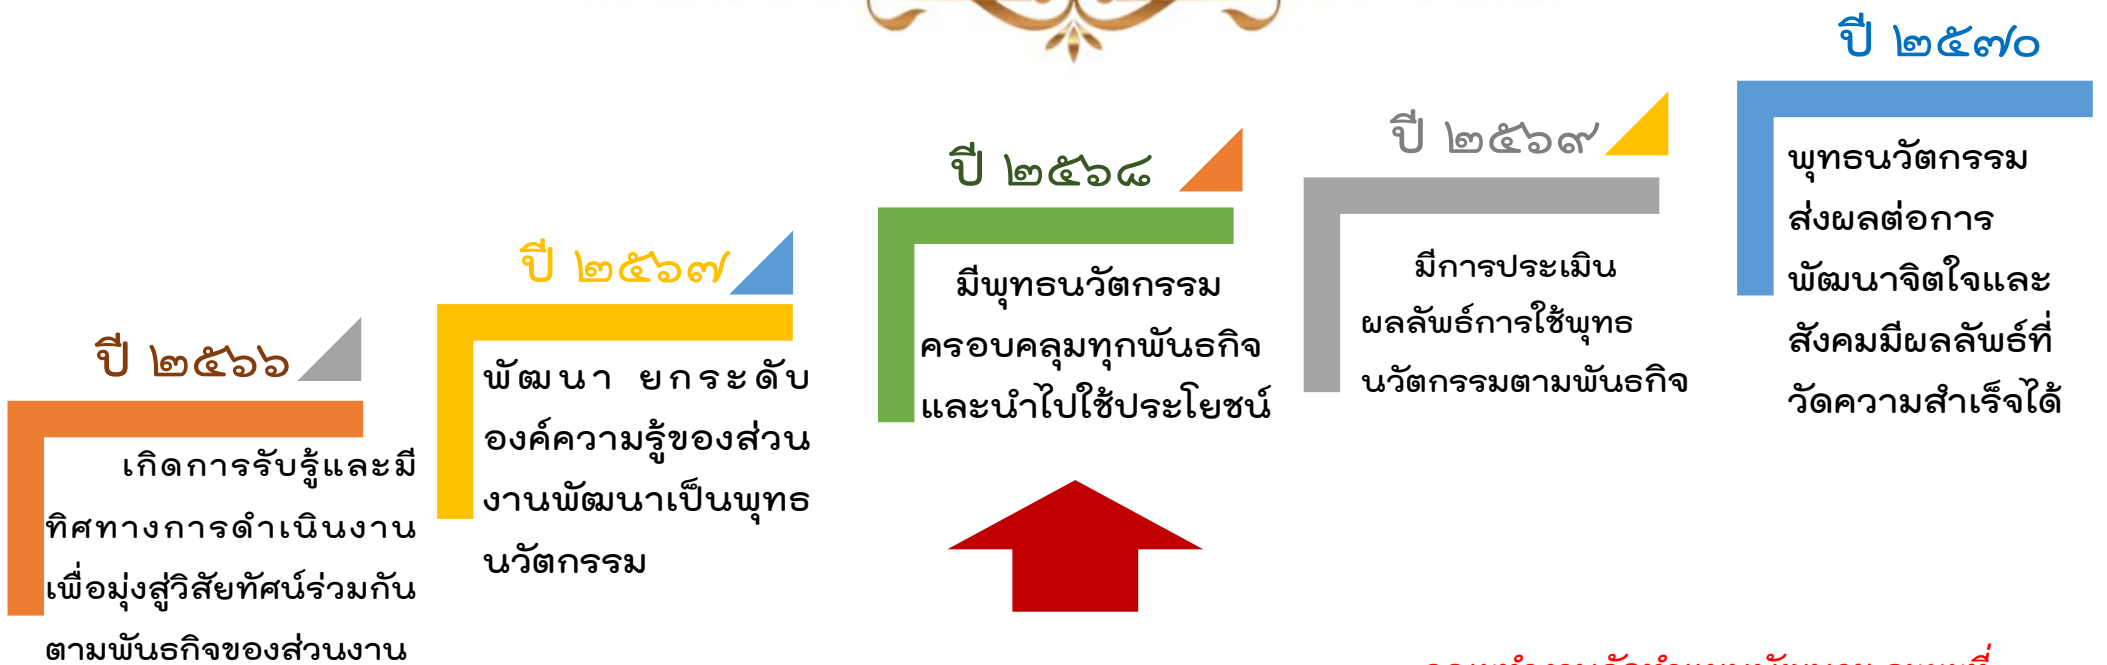 ปี ๒๕๖๖
เกิดการรับรู้และมี
ทิศทางการดำเนินงาน
เพื่อมุ่งสู่วิสัยทัศน์ร่วมกัน
ตามพันธกิจของส่วนงาน
ปี ๒๕๖๗
พัฒนา ยกระดับ
องค์ความรู้ของส่วน
งานพัฒนาเป็นพุทธ
นวัตกรรม
ปี ๒๕๖๘
มีพุทธนวัตกรรม
ครอบคลุมทุกพันธกิจ
และนำไปใช้ประโยชน์
ปี ๒๕๖๙
มีการประเมิน
ผลลัพธ์การใช้พุทธ
นวัตกรรมตามพันธกิจ
ปี ๒๕๗๐
พุทธนวัตกรรม
ส่งผลต่อการ
พัฒนาจิตใจและ
สังคมมีผลลัพธ์ที่
วัดความสำเร็จได้